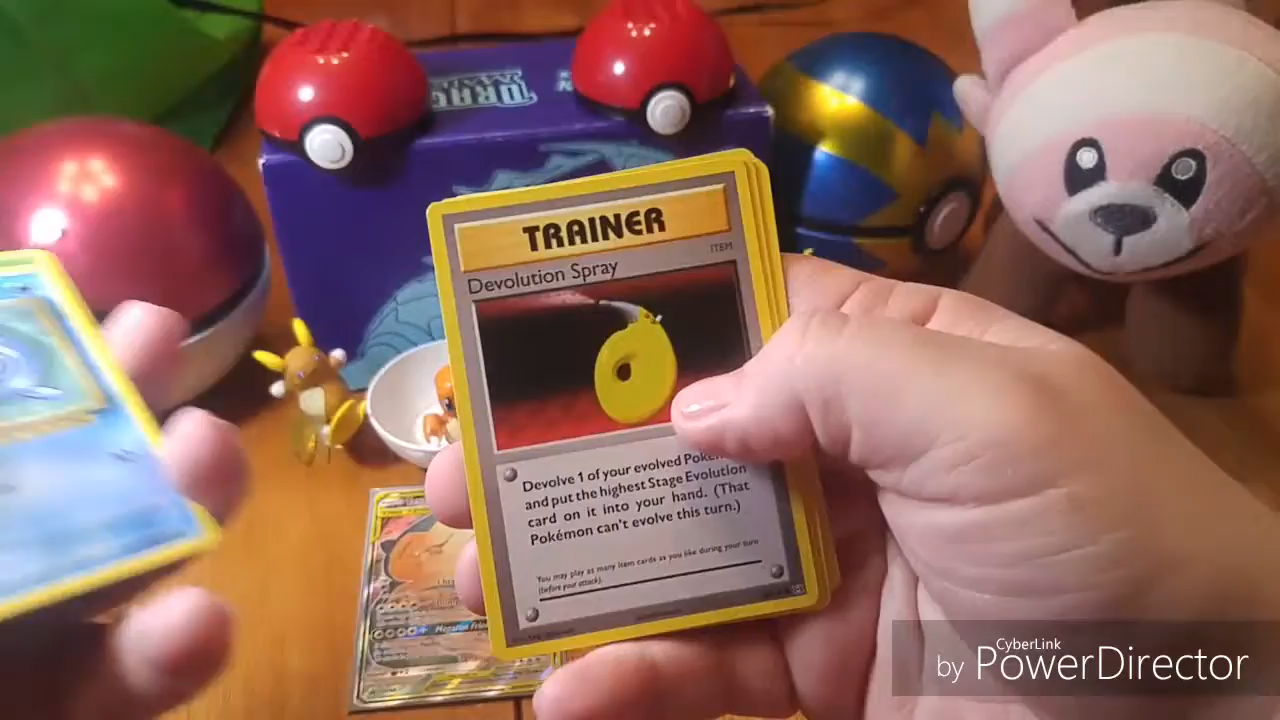 DRAG
TRAINER
ITEM
Devolution Spray
Devolve 1 of your evolved
and put the highest Stage Evolution
card on it into your hand. (That
Pokémon can't evolve this turn.)
You may play as many Item cards as you like during your turn
(before your attack).
CyberLink
by PowerDirector